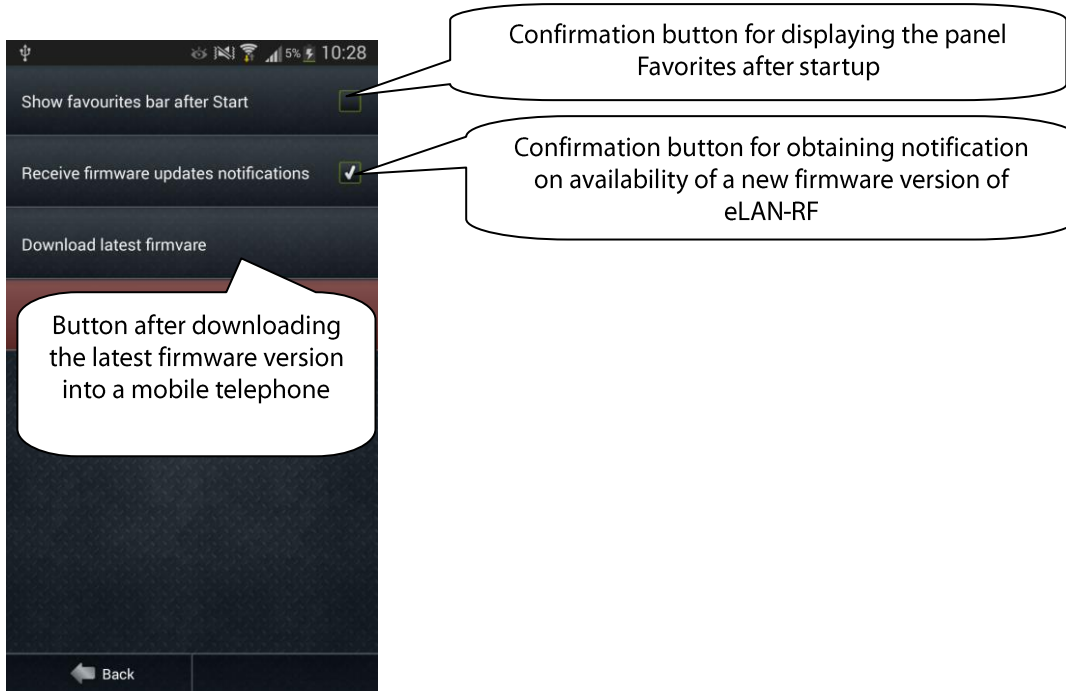 5% 10:28
Show favourites bar after Start
Receive firmware updates notifications
Download latest firmvare
Back
Confirmation button for displaying the panel
Favorites after startup
Confirmation button for obtaining notification
on availability of a new firmware version of
eLAN-RF
Button after downloading
the latest firmware version
into a mobile telephone